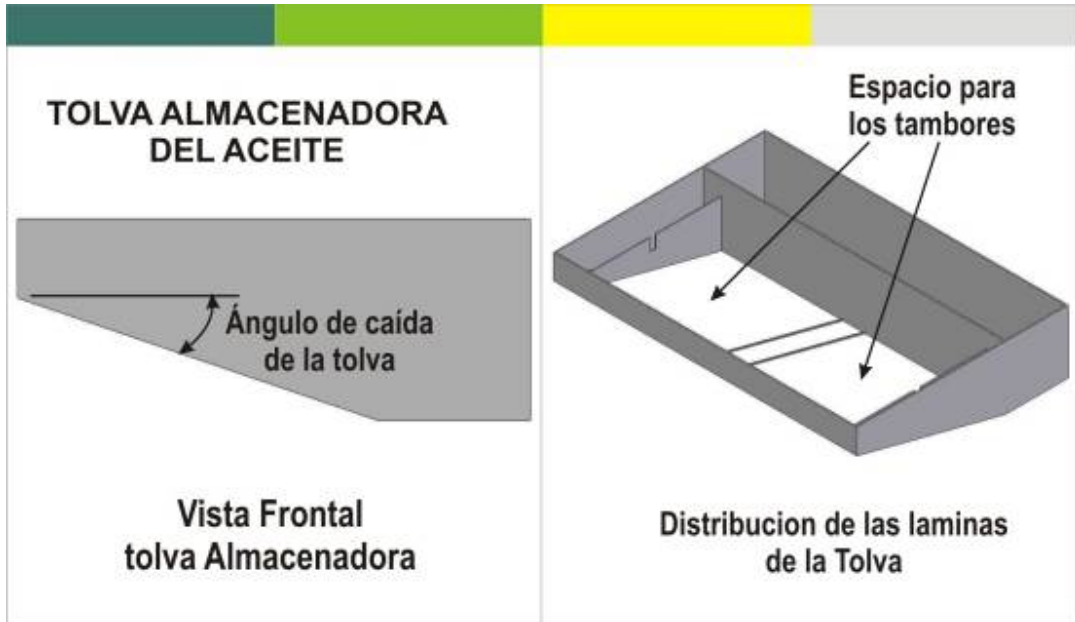 TOLVA ALMACENADORA
DEL ACEITE
Ángulo de caída
de la tolva
Vista Frontal
tolva Almacenadora
Espacio para
los tambores
Distribucion de las laminas
de la Tolva